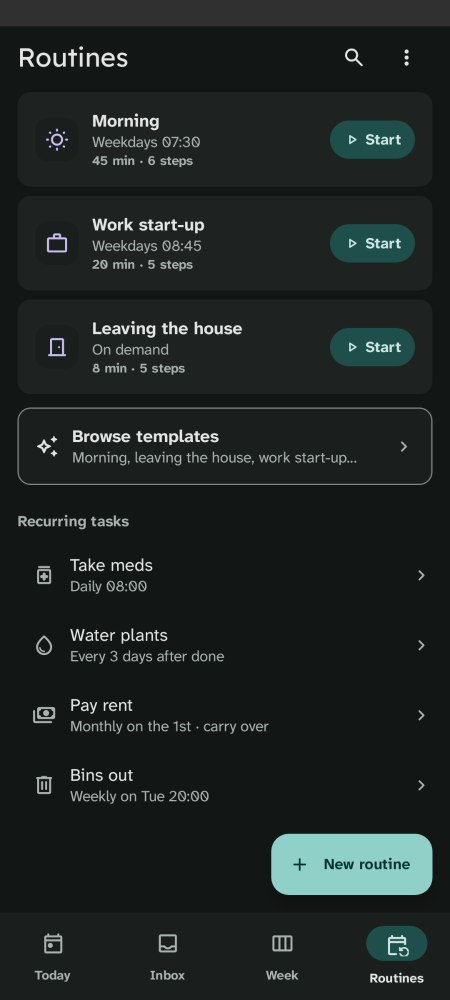 Routines
Morning
Weekdays 07:30
45 min · 6 steps
Start
Work start-up
Weekdays 08:45
20 min · 5 steps
Start
Leaving the house
On demand
8 min · 5 steps
Start
Browse templates
Morning, leaving the house, work start-up...
Recurring tasks
Take meds
Daily 08:00
Water plants
Every 3 days after done
Pay rent
Monthly on the 1st · carry over
Bins out
Weekly on Tue 20:00
New routine
Today
Inbox
Week
Routines